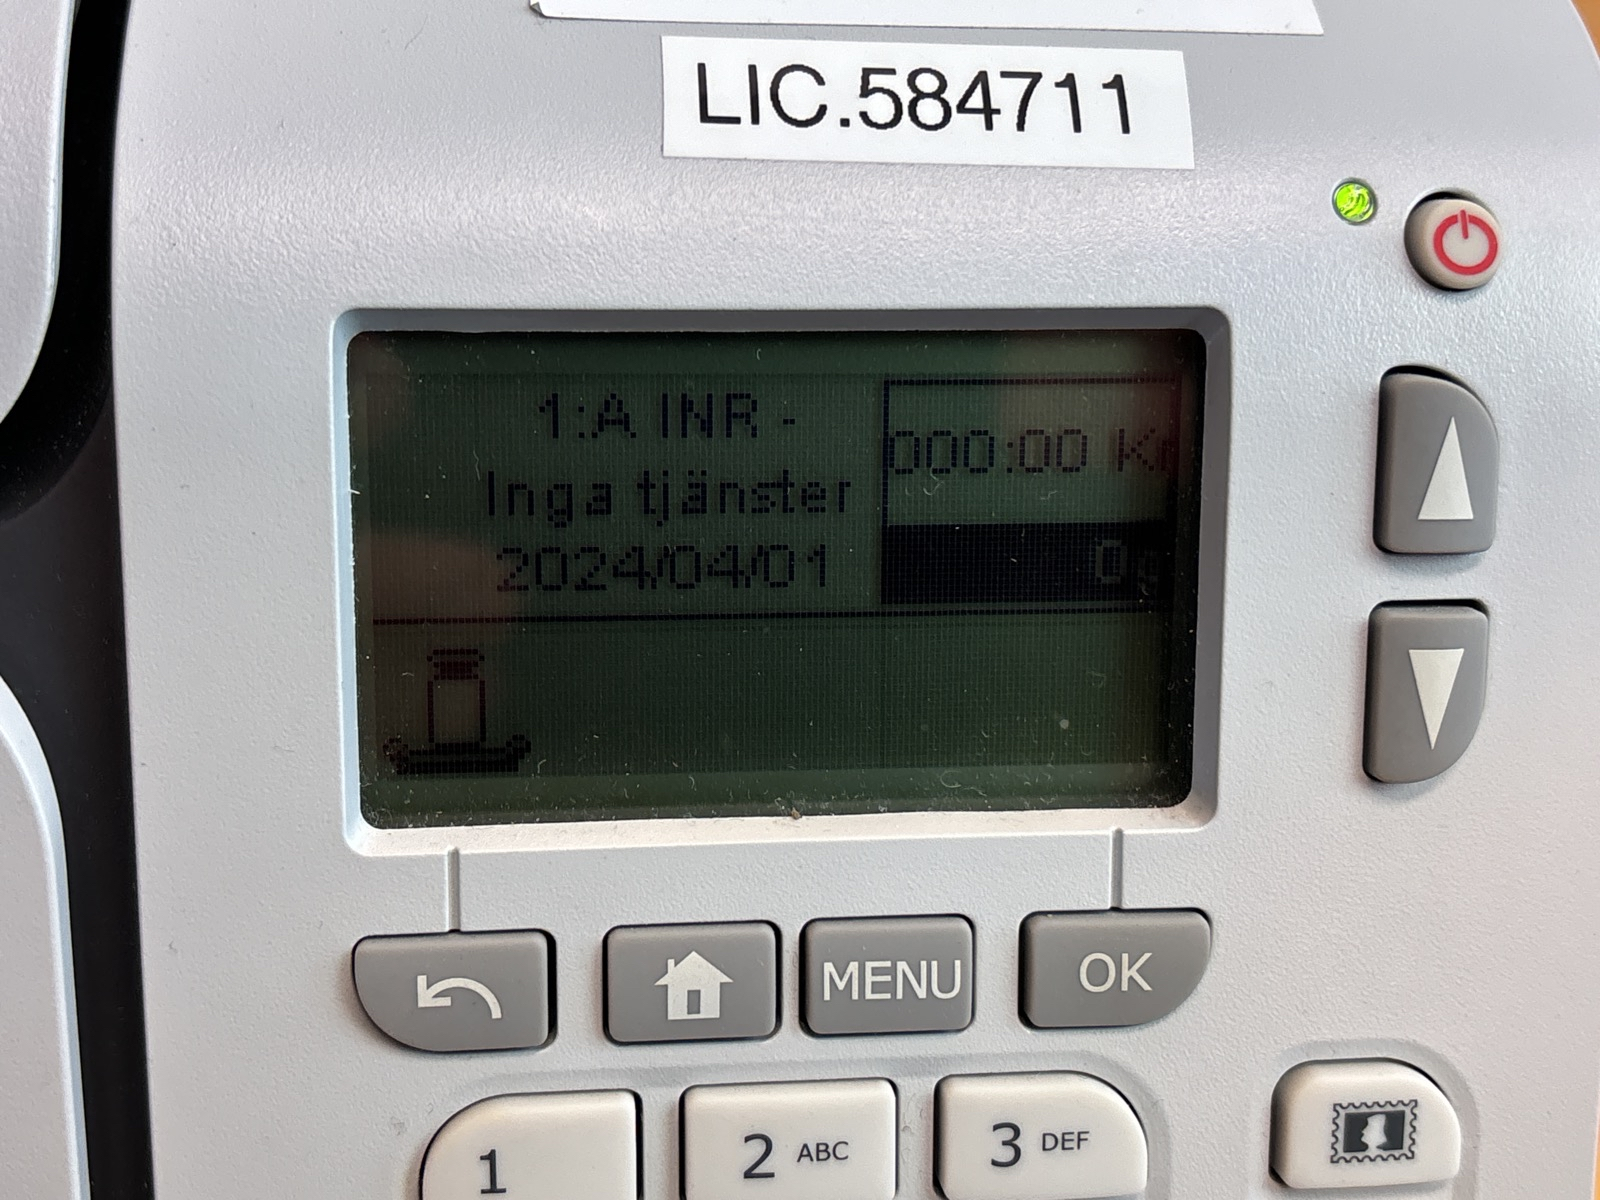 LIC.584711
1:A INR -
Inga tjänster
2024/04/01
000:00 Kr
0g
MENU
OK
1
2 ABC
3 DEF